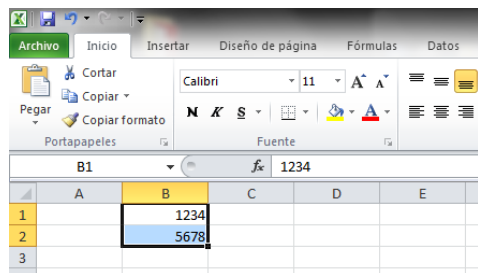 Archivo Inicio Insertar Diseño de página Fórmulas Datos
Cortar
Copiar
Copiar formato
Pegar
Portapapeles
Calibri 11 A A
N K S A
Fuente
B1 fx 1234
A B C D E
1 1234
2 5678
3